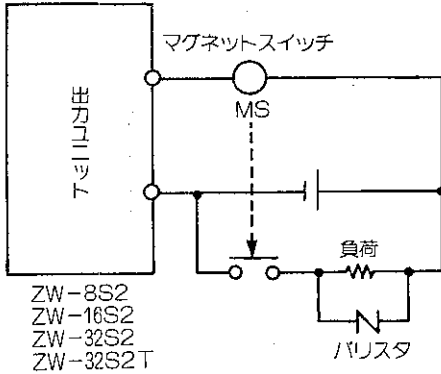 マグネットスイッチ
MS
出力ユニット
負荷
バリスタ
ZW-8S2
ZW-16S2
ZW-32S2
ZW-32S2T